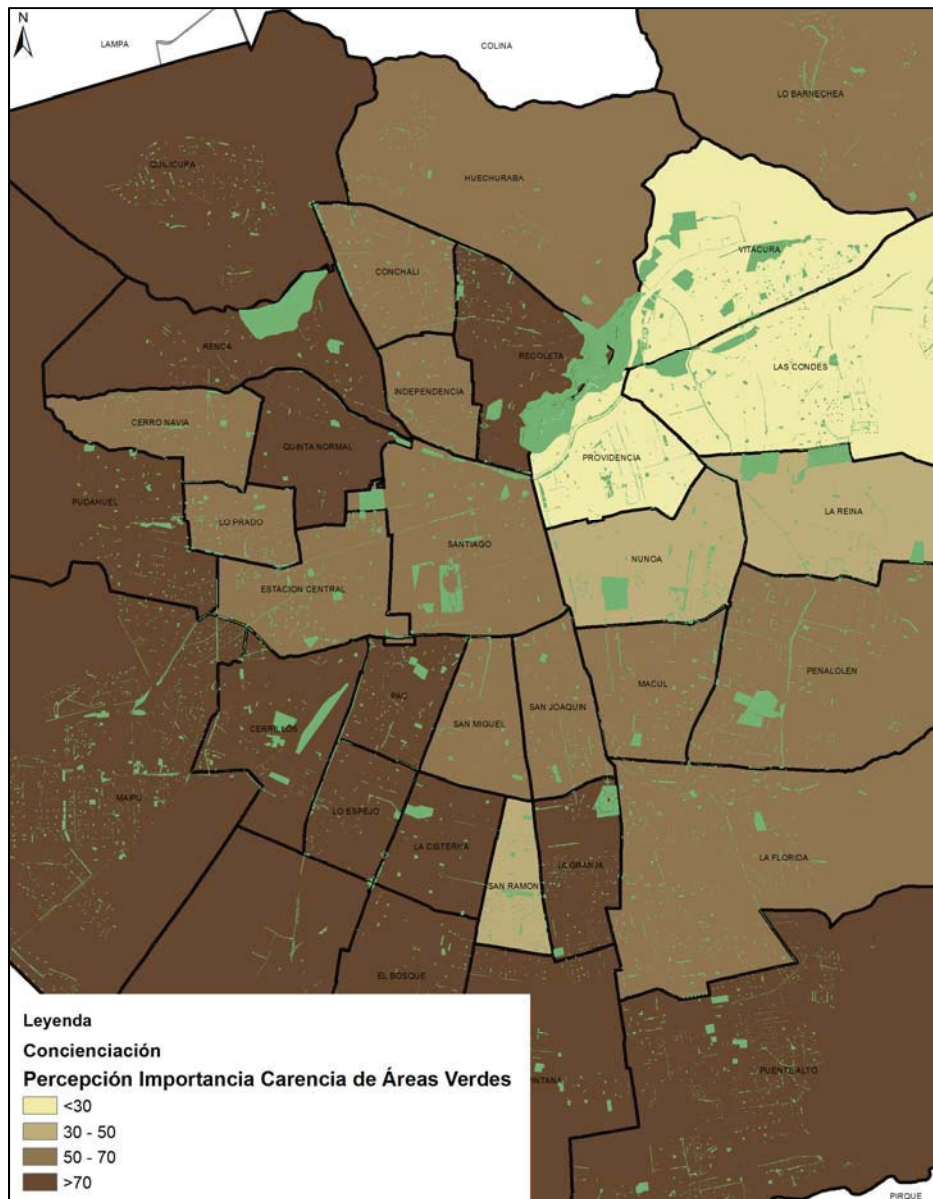 N
LAMPA
COLINA
LO BARNECHEA
QUILICURA
HUECHURABA
VITACURA
CONCHALI
RENCA
RECOLETA
LAS CONDES
INDEPENDENCIA
CERRO NAVIA
QUINTA NORMAL
PROVIDENCIA
PUDAHUEL
LA REINA
LO PRADO
SANTIAGO
NUNOA
ESTACION CENTRAL
PENALOLEN
MACUL
PAC
SAN JOAQUIN
SAN MIGUEL
CERRILLOS
MAIPU
LO ESPEJO
LA CISTERNA
LA GRANJA
LA FLORIDA
SAN RAMON
EL BOSQUE
PUENTE ALTO
INTANA
PIRQUE
Leyenda
Concienciación
Percepción Importancia Carencia de Áreas Verdes
<30
30 - 50
50 - 70
>70